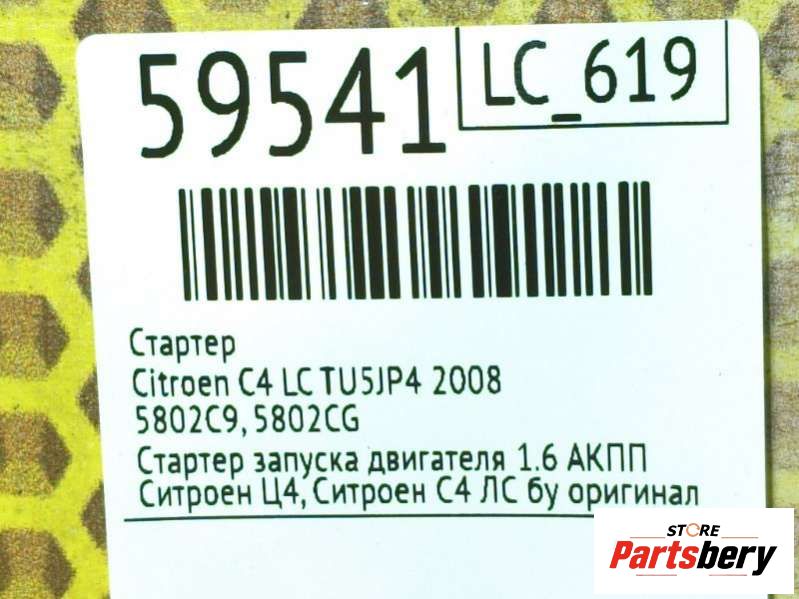 59541
LC_619
Стартер
Citroen C4 LC TU5JP4 2008
5802C9, 5802CG
Стартер запуска двигателя 1.6 АКПП
Ситроен Ц4, Ситроен С4 ЛС бу оригинал
STORE
Partsbery